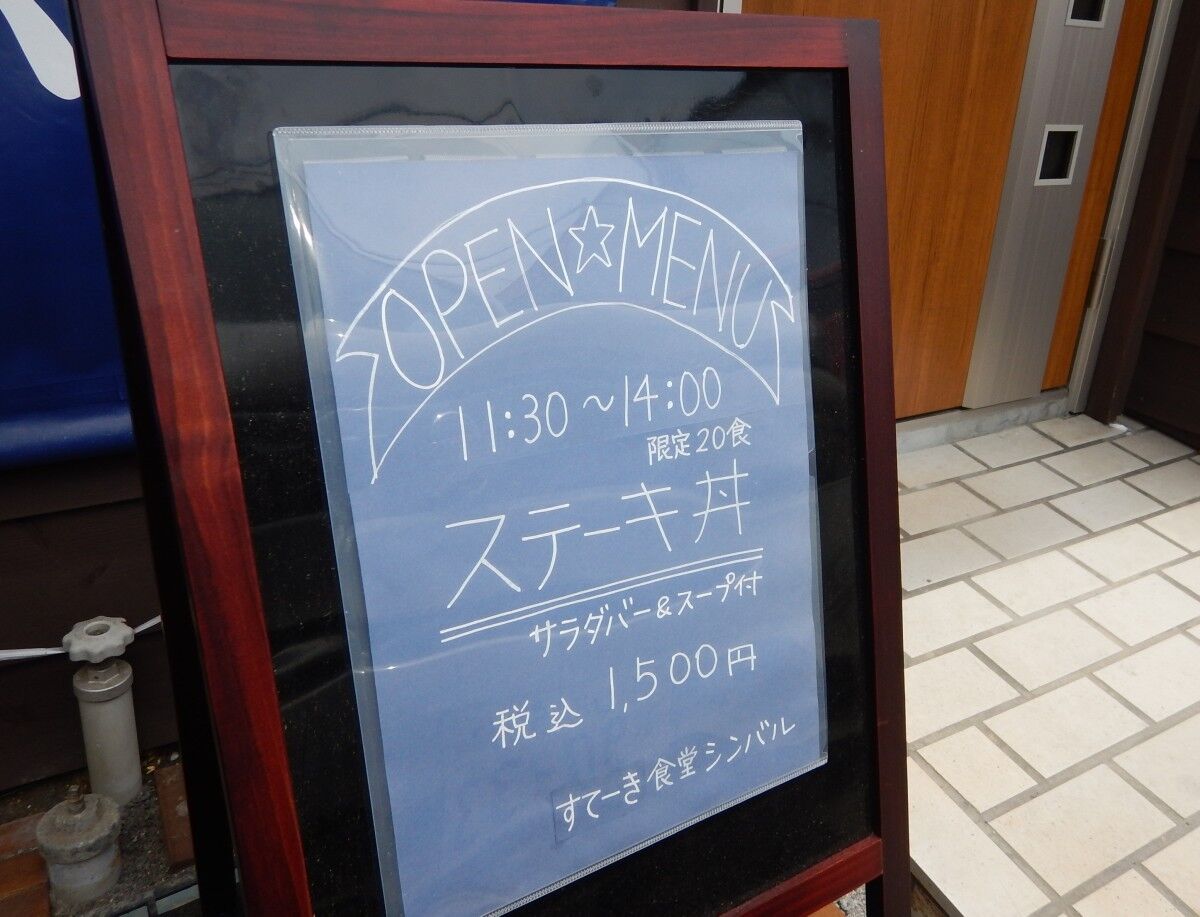 OPEN☆MENU
11:30～14:00
限定20食
ステーキ丼
サラダバー&スープ付
税込 1,500円
すてーき食堂シンバル